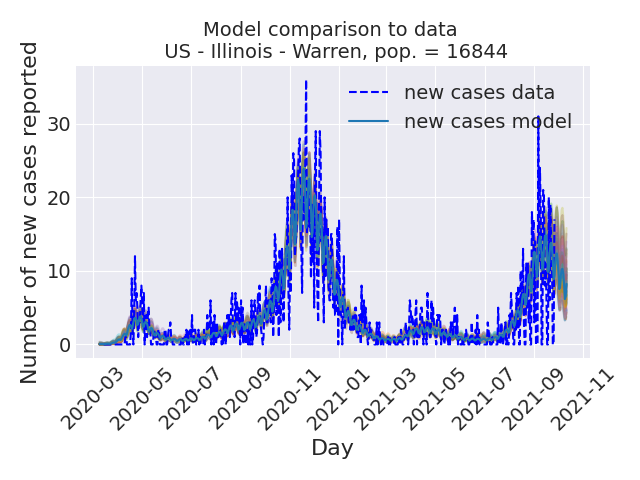 Model comparison to data
US - Illinois - Warren, pop. = 16844
Number of new cases reported
30
20
10
0
new cases data
new cases model
2020-03
2020-05
2020-07
2020-09
2020-11
2021-01
2021-03
2021-05
2021-07
2021-09
2021-11
Day